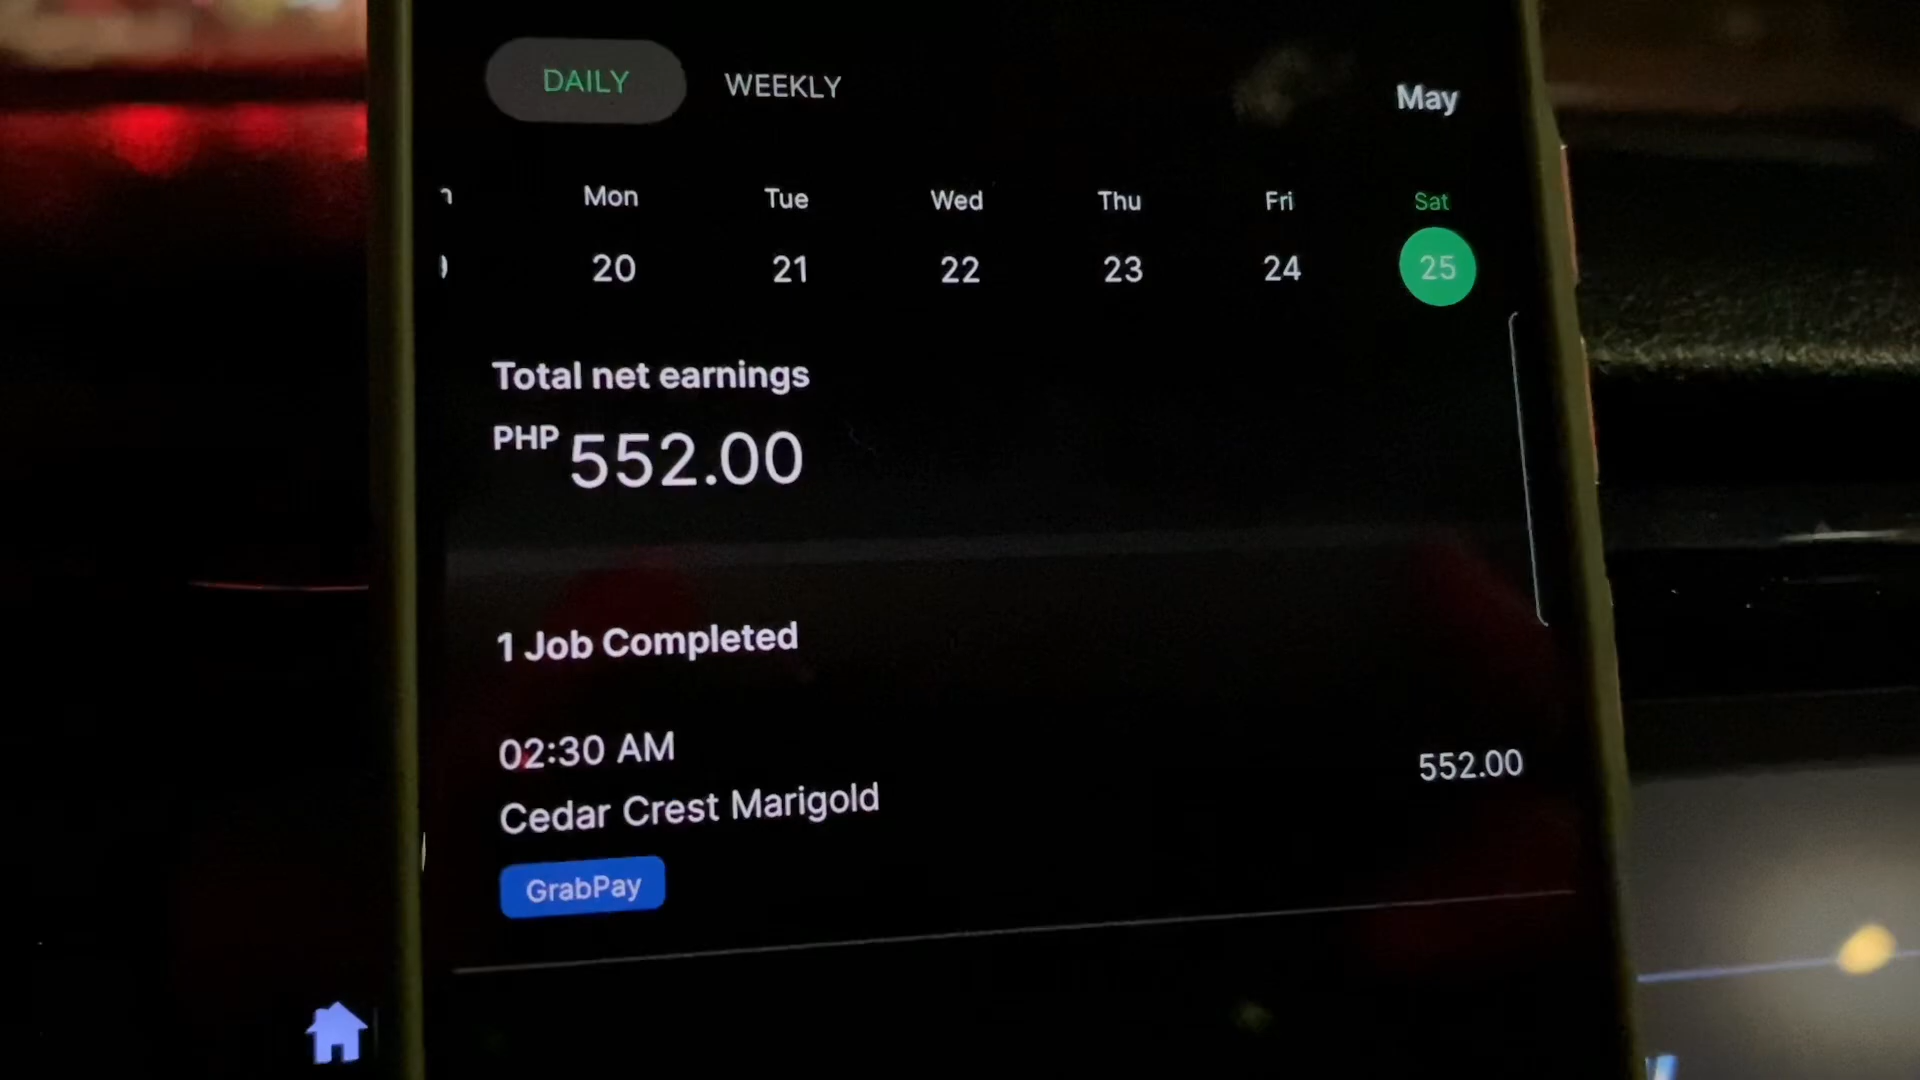 DAILY WEEKLY May
Mon Tue Wed Thu Fri Sat
20 21 22 23 24 25
Total net earnings
PHP 552.00
1 Job Completed
02:30 AM
552.00
Cedar Crest Marigold
GrabPay